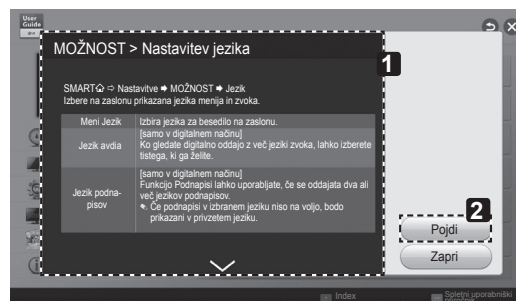 User
Guide
MOŽNOST > Nastavitev jezika
1
SMART ⇨ Nastavitve ➡ MOŽNOST ➡ Jezik
Izbere na zaslonu prikazana jezika menija in zvoka.
Meni Jezik
Izbira jezika za besedilo na zaslonu.
Jezik avdia
[samo v digitalnem načinu]
Ko gledate digitalno oddajo z več jeziki zvoka, lahko izberete
tistega, ki ga želite.
Jezik podna-
pisov
[samo v digitalnem načinu]
Funkcijo Podnapisi lahko uporabljate, če se oddajata dva ali
več jezikov podnapisov.
Če podnapisi v izbranem jeziku niso na voljo, bodo
prikazani v privzetem jeziku.
2
Pojdi
Zapri
Index
Spletni uporabniški